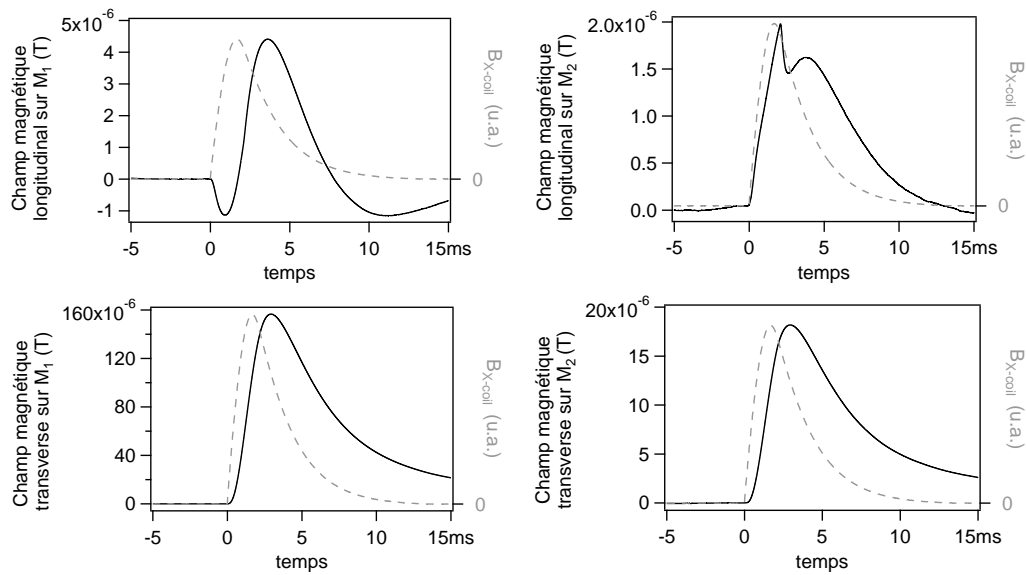 5x10⁻⁶
4
3
2
1
0
-1
Champ magnétique
longitudinal sur M₁ (T)
-5
0
5
10
15ms
temps
B_X-coil (u.a.)
0
2.0x10⁻⁶
1.5
1.0
0.5
0.0
Champ magnétique
longitudinal sur M₂ (T)
-5
0
5
10
15ms
temps
B_X-coil (u.a.)
0
160x10⁻⁶
120
80
40
0
Champ magnétique
transverse sur M₁ (T)
-5
0
5
10
15ms
temps
B_X-coil (u.a.)
0
20x10⁻⁶
15
10
5
0
Champ magnétique
transverse sur M₂ (T)
-5
0
5
10
15ms
temps
B_X-coil (u.a.)
0